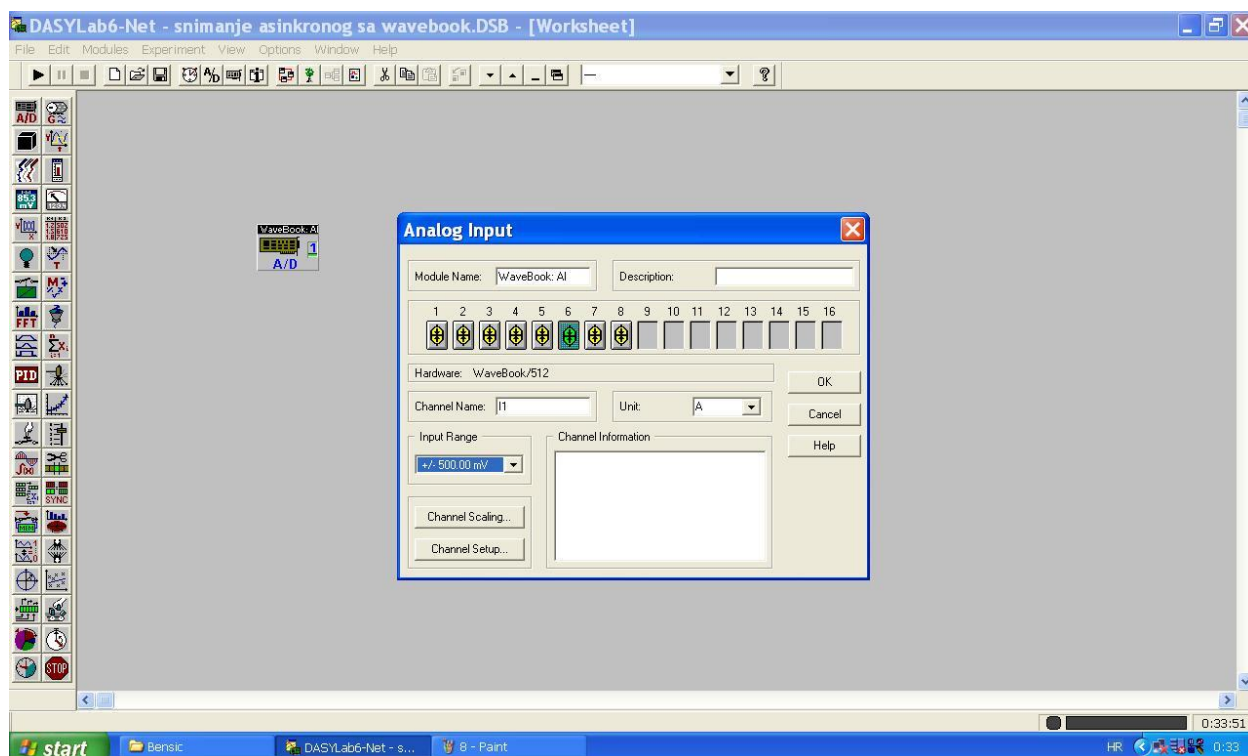 DASYLab6-Net - snimanje asinkronog sa wavebook.DSB - [Worksheet]
File Edit Modules Experiment View Options Window Help
A/D
WaveBook: AI
1
A/D
FFT
PID
SYNC
STOP
Analog Input
Module Name: WaveBook: AI Description:
1 2 3 4 5 6 7 8 9 10 11 12 13 14 15 16
Hardware: WaveBook/512
OK
Channel Name: I1 Unit: A
Cancel
Input Range Channel Information
Help
+/- 500.00 mV
Channel Scaling...
Channel Setup...
0:33:51
start Bensic DASYLab6-Net - s... 8 - Paint HR 0:33